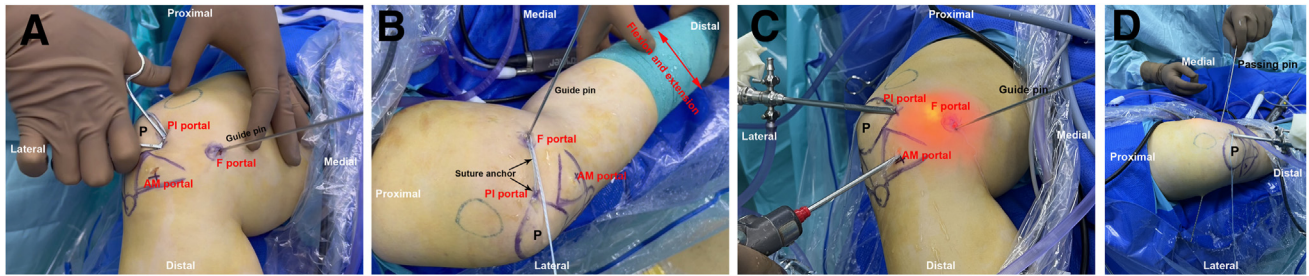 A
Proximal
P
PI portal
Guide pin
F portal
Lateral
Medial
AM portal
Distal
B
Medial
Distal
Flexion and extension
Guide pin
F portal
Suture anchor
AM portal
PI portal
Proximal
P
Lateral
C
Proximal
PI portal
F portal
Guide pin
Lateral
P
Medial
AM portal
Distal
D
Medial
Passing pin
P
Proximal
Distal
Lateral